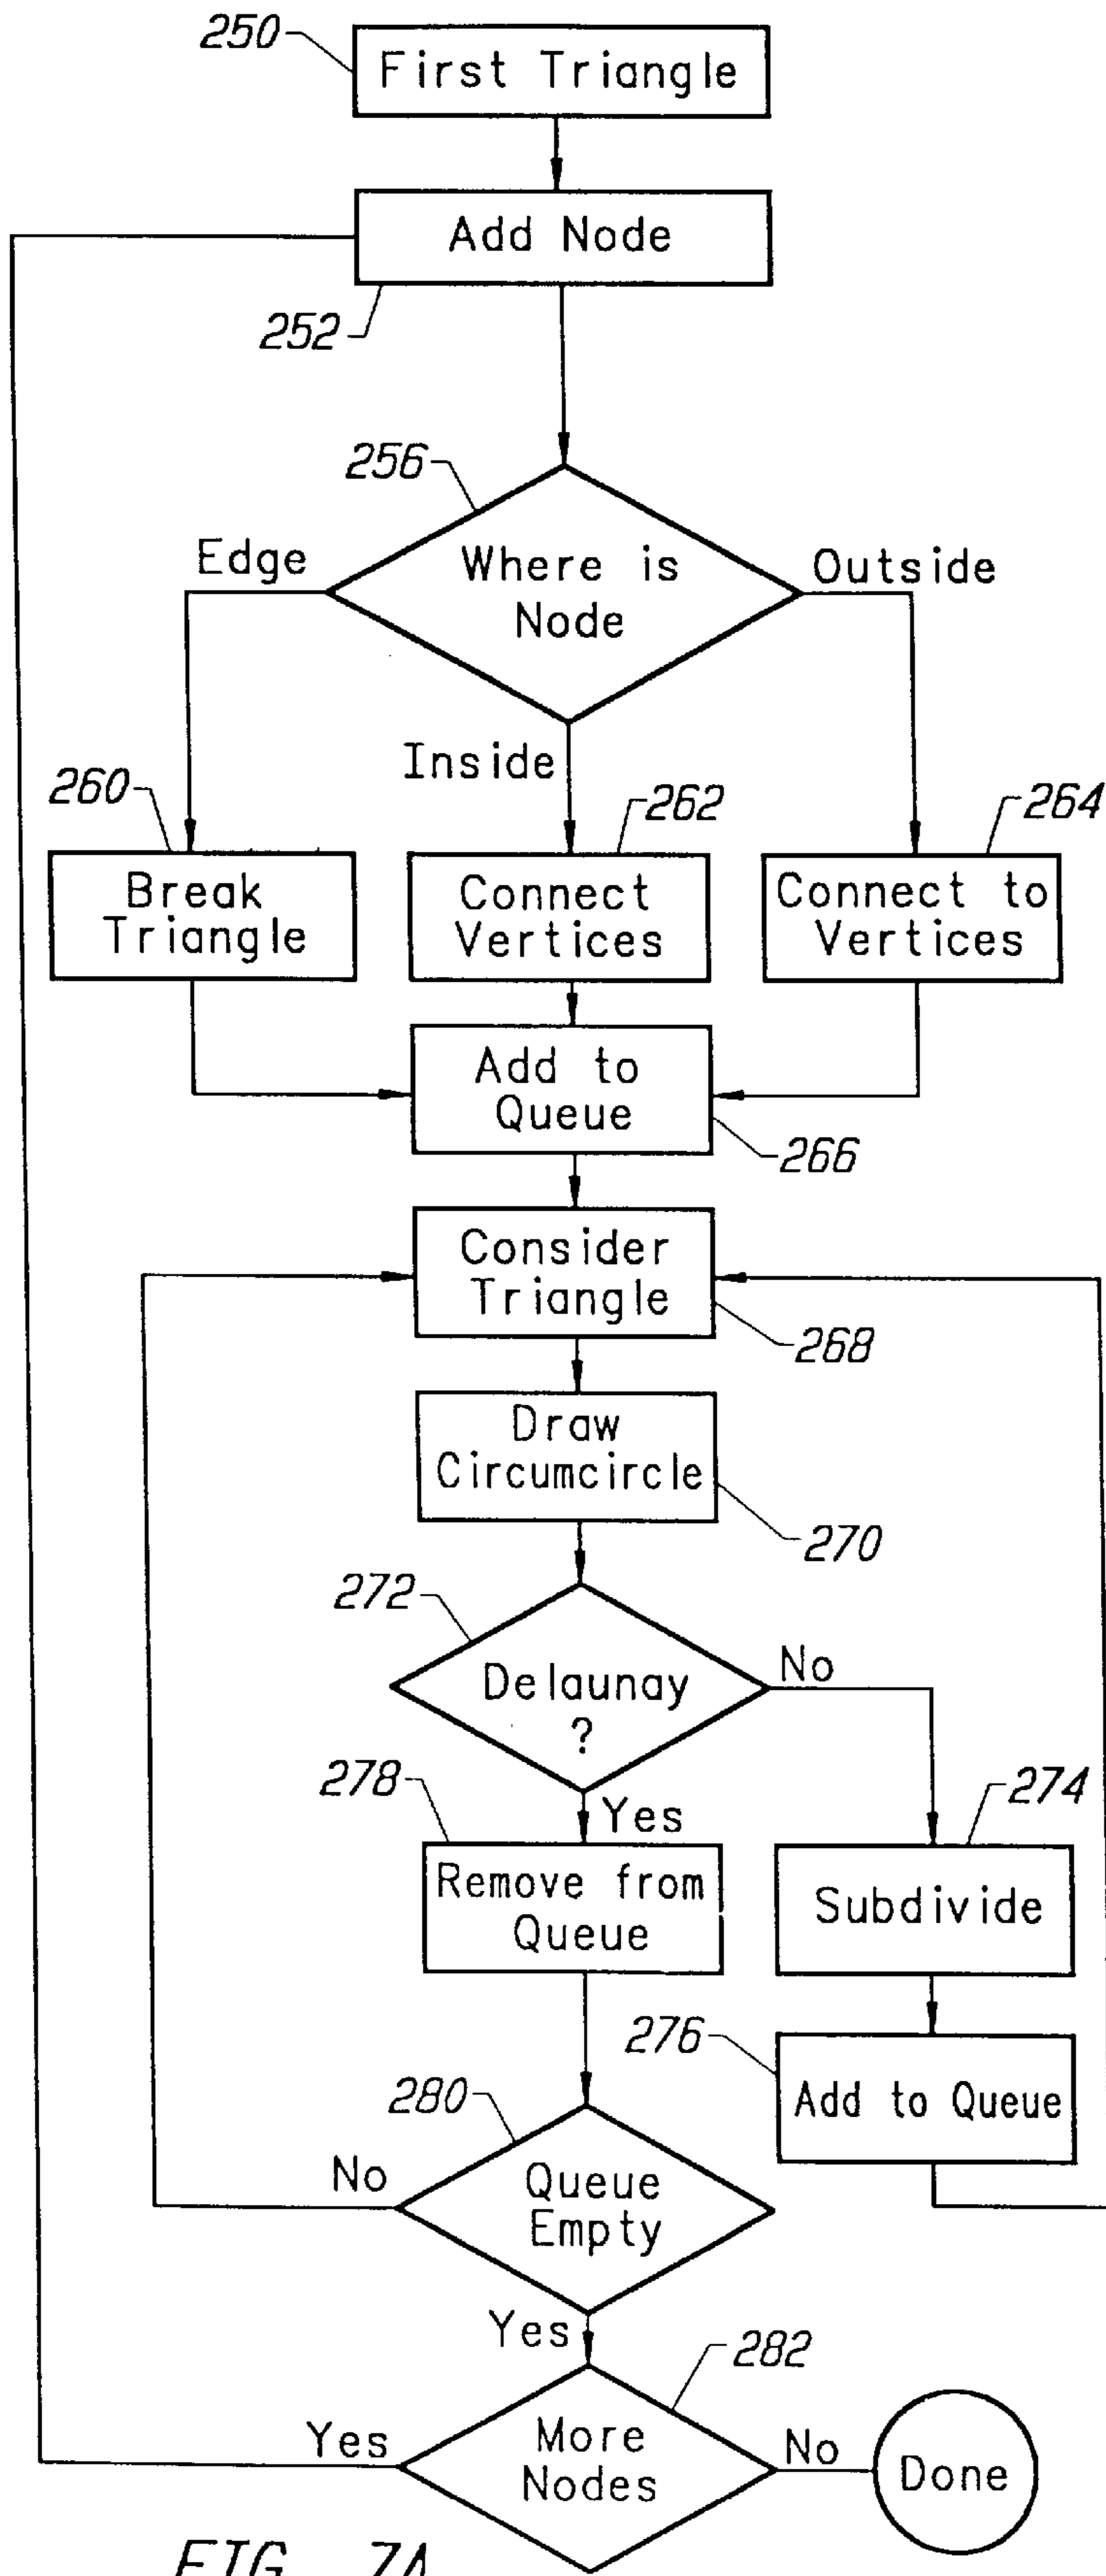 250
First Triangle
Add Node
252
256
Edge
Where is
Node
Outside
Inside
260
262
264
Break
Triangle
Connect
Vertices
Connect to
Vertices
Add to
Queue
266
Consider
Triangle
268
Draw
Circumcircle
270
272
Delaunay
?
No
278
Yes
274
Remove from
Queue
Subdivide
276
Add to Queue
280
No
Queue
Empty
Yes
282
Yes
More
Nodes
No
Done
FIG. 7A